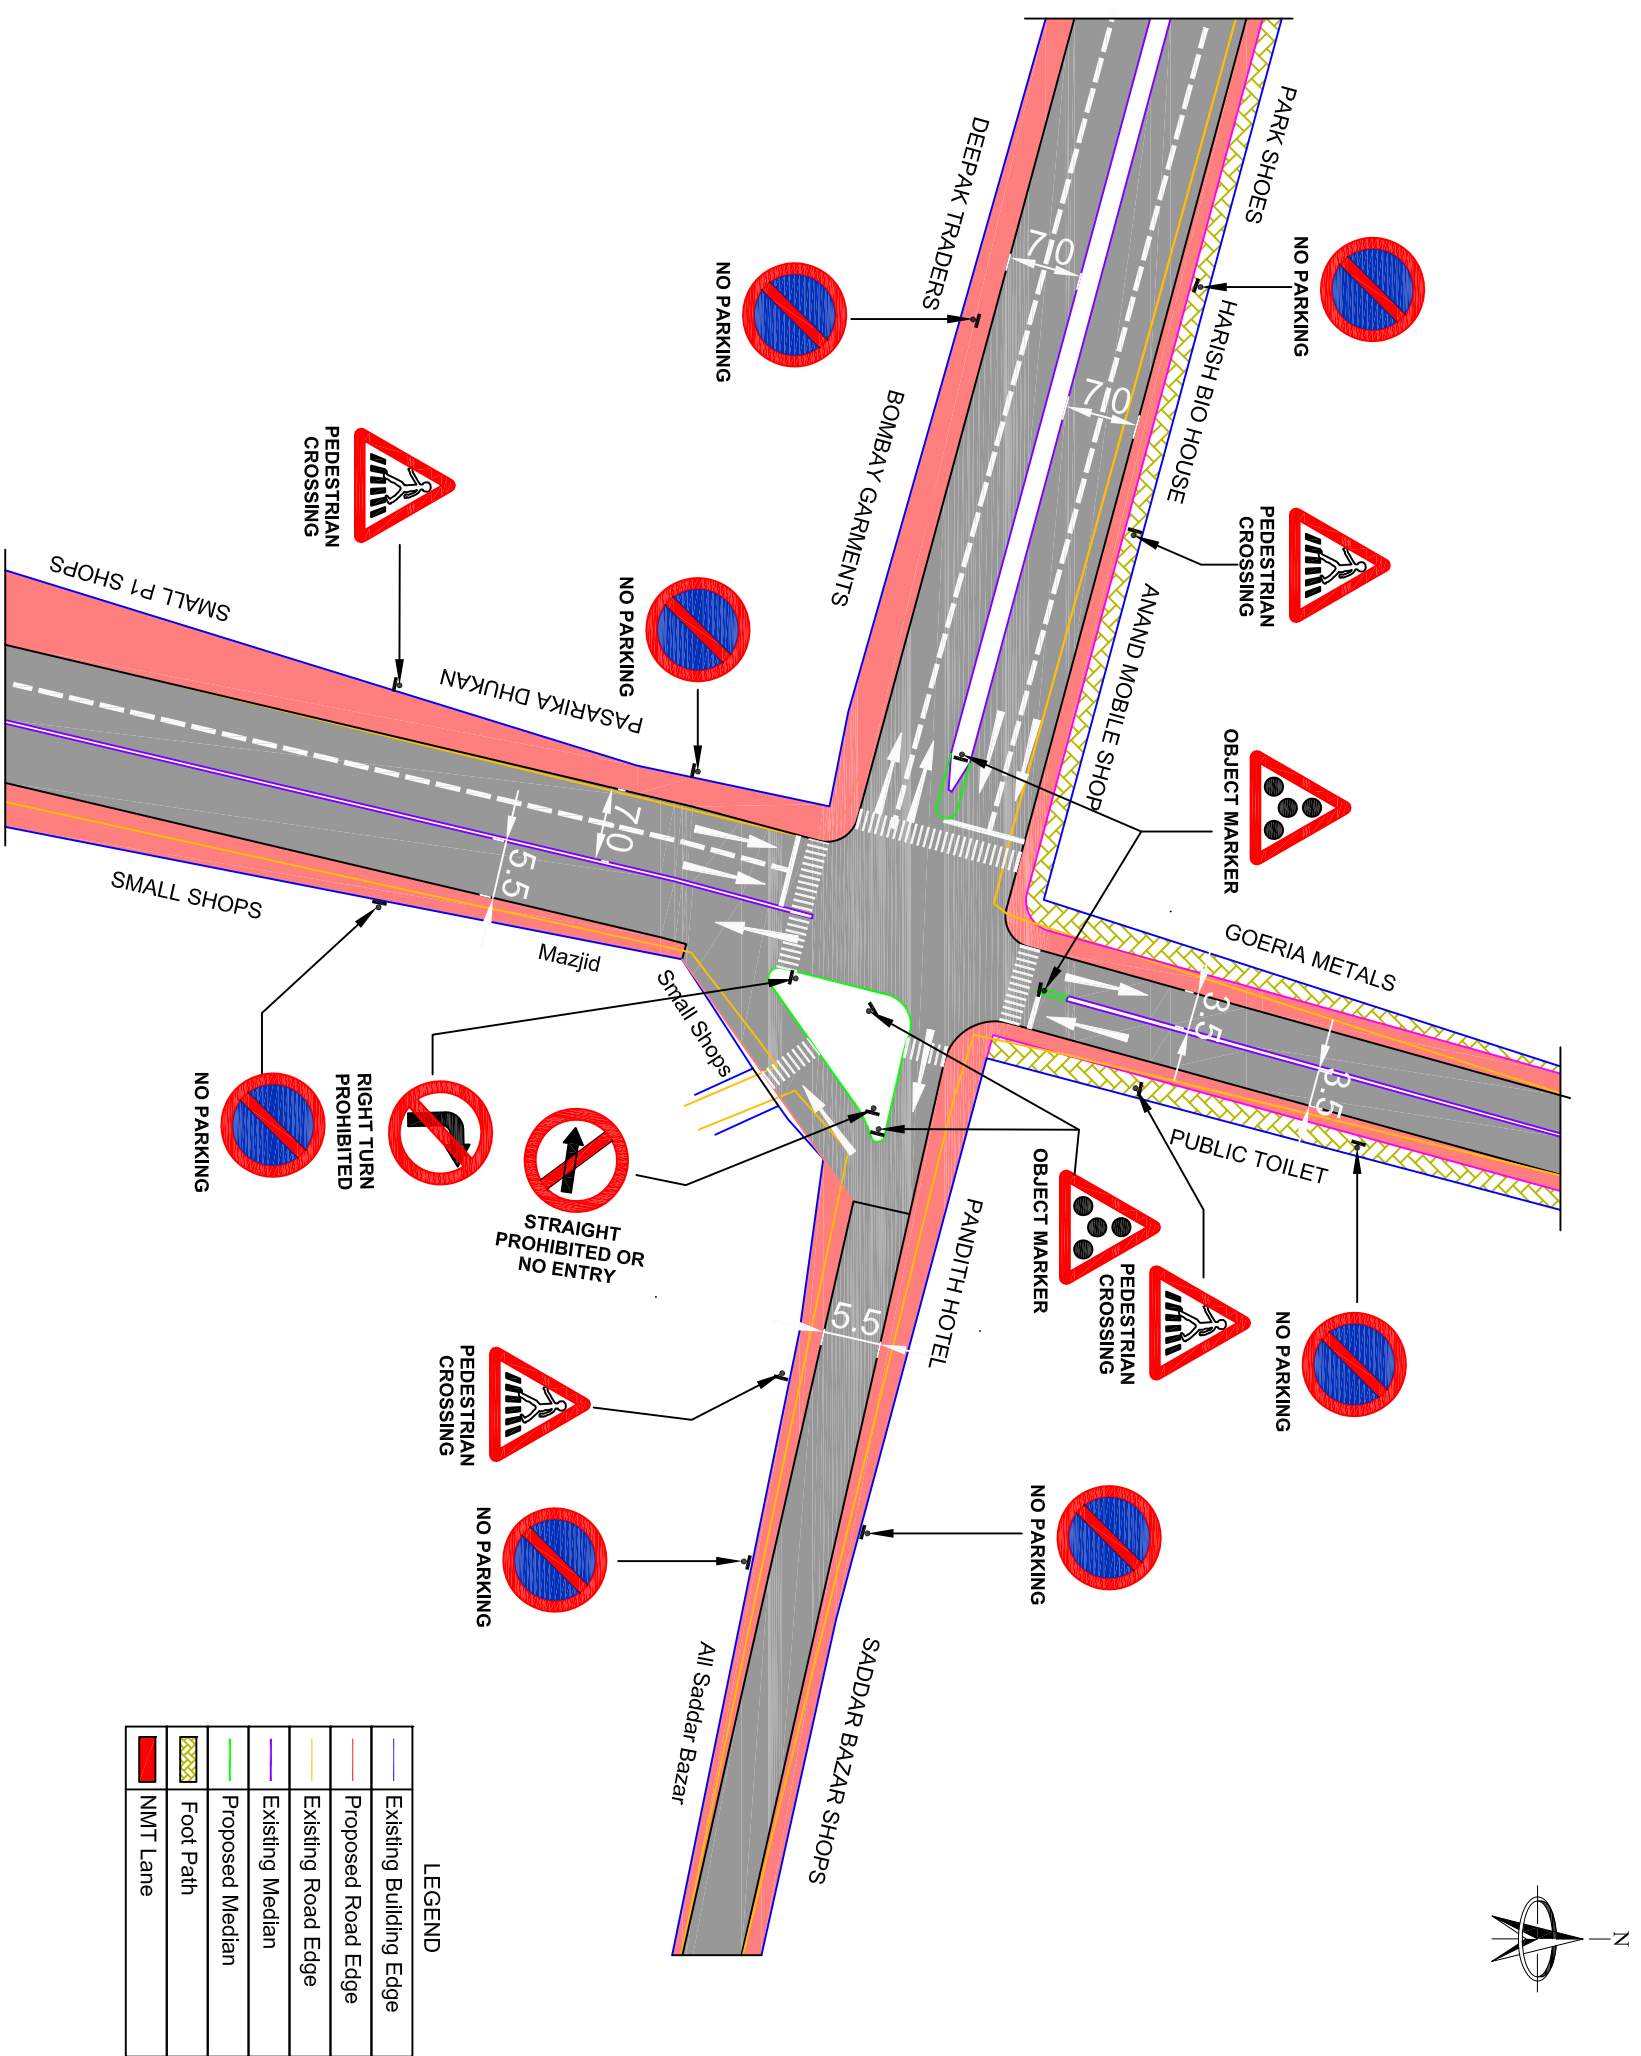 N
PARK SHOES
NO PARKING
HARISH BIO HOUSE
PEDESTRIAN
CROSSING
ANAND MOBILE SHOP
OBJECT MARKER
GOERIA METALS
3.5
3.5
PUBLIC TOILET
NO PARKING
DEEPAK TRADERS
7.0
7.0
NO PARKING
BOMBAY GARMENTS
PEDESTRIAN
CROSSING
SMALL P1 SHOPS
NO PARKING
PASARIKA DHUKAN
7.0
5.5
SMALL SHOPS
Mazjid
Small Shops
NO PARKING
RIGHT TURN
PROHIBITED
STRAIGHT
PROHIBITED OR
NO ENTRY
OBJECT MARKER
PEDESTRIAN
CROSSING
PANDITH HOTEL
5.5
PEDESTRIAN
CROSSING
NO PARKING
NO PARKING
SADDAR BAZAR SHOPS
All Saddar Bazar
LEGEND
Existing Building Edge
Proposed Road Edge
Existing Road Edge
Existing Median
Proposed Median
Foot Path
NMT Lane